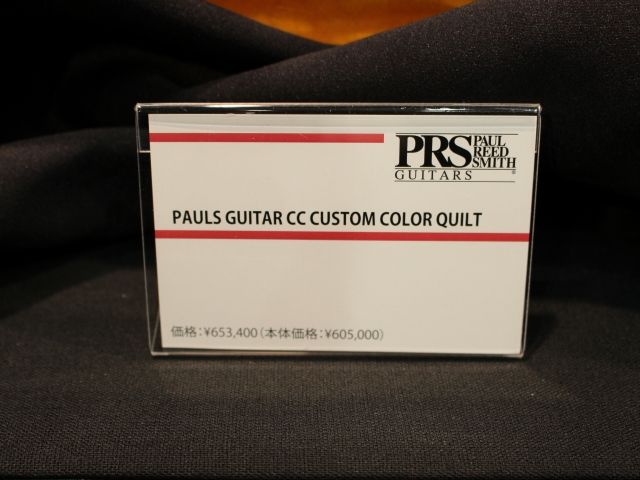 PRS PAUL
REED
SMITH
GUITARS
PAULS GUITAR CC CUSTOM COLOR QUILT
価格:¥653,400(本体価格:¥605,000)